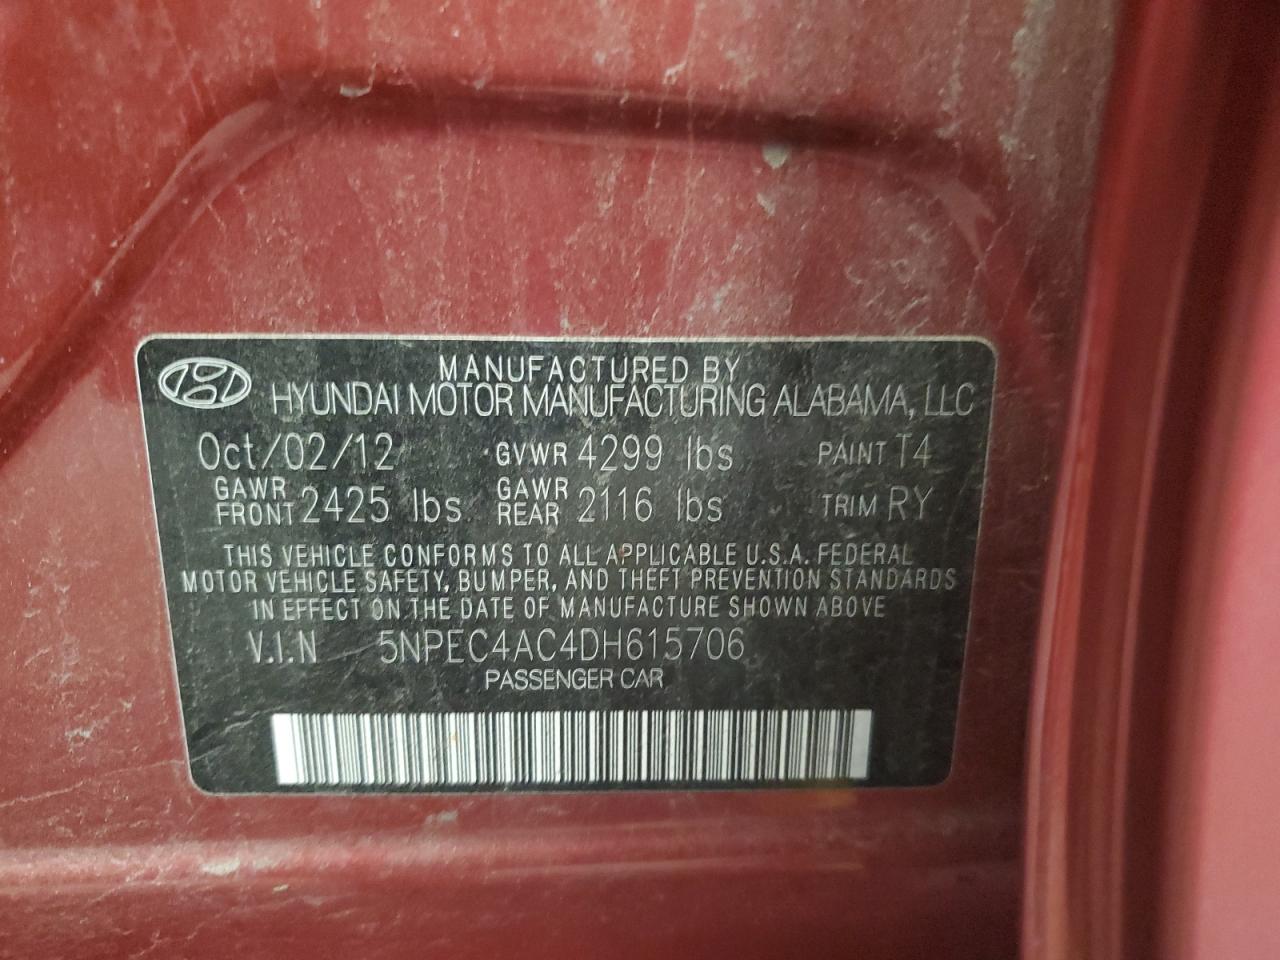 MANUFACTURED BY
HYUNDAI MOTOR MANUFACTURING ALABAMA, LLC
Oct/02/12 GVWR 4299 lbs PAINT T4
GAWR FRONT 2425 lbs GAWR REAR 2116 lbs TRIM RY
THIS VEHICLE CONFORMS TO ALL APPLICABLE U.S.A. FEDERAL
MOTOR VEHICLE SAFETY, BUMPER, AND THEFT PREVENTION STANDARDS
IN EFFECT ON THE DATE OF MANUFACTURE SHOWN ABOVE
V.I.N 5NPEC4AC4DH615706
PASSENGER CAR